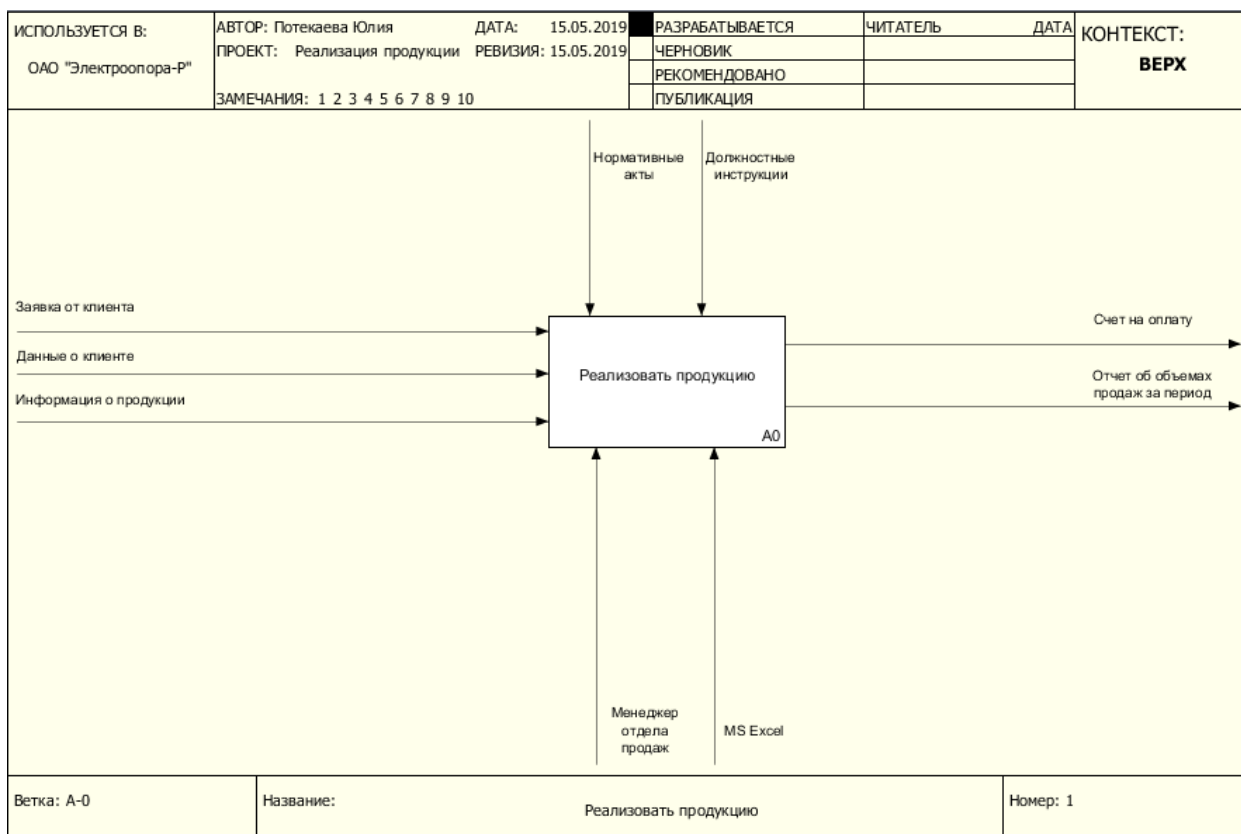 ИСПОЛЬЗУЕТСЯ В:
ОАО "Электроопора-Р"
АВТОР: Потекаева Юлия ДАТА: 15.05.2019
ПРОЕКТ: Реализация продукции РЕВИЗИЯ: 15.05.2019
ЗАМЕЧАНИЯ: 1 2 3 4 5 6 7 8 9 10
РАЗРАБАТЫВАЕТСЯ
ЧЕРНОВИК
РЕКОМЕНДОВАНО
ПУБЛИКАЦИЯ
ЧИТАТЕЛЬ ДАТА
КОНТЕКСТ:
ВЕРХ
Нормативные
акты
Должностные
инструкции
Заявка от клиента
Данные о клиенте
Информация о продукции
Реализовать продукцию
A0
Счет на оплату
Отчет об объемах
продаж за период
Менеджер
отдела
продаж
MS Excel
Ветка: A-0
Название:
Реализовать продукцию
Номер: 1